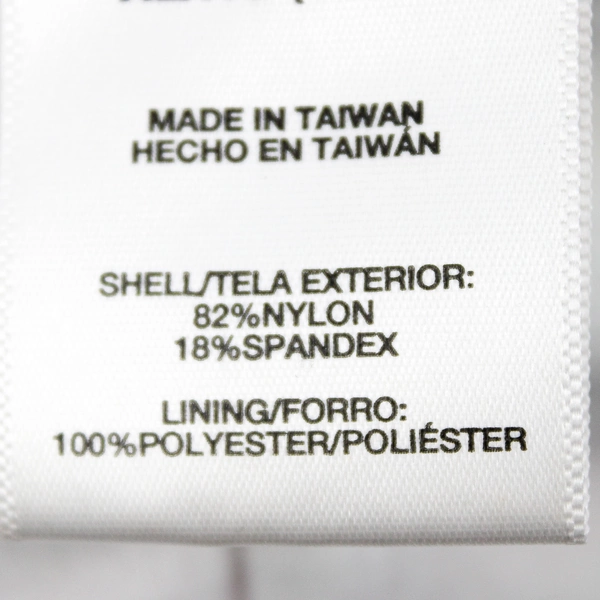 MADE IN TAIWAN
HECHO EN TAIWÁN
SHELL/TELA EXTERIOR:
82%NYLON
18%SPANDEX
LINING/FORRO:
100%POLYESTER/POLIÉSTER